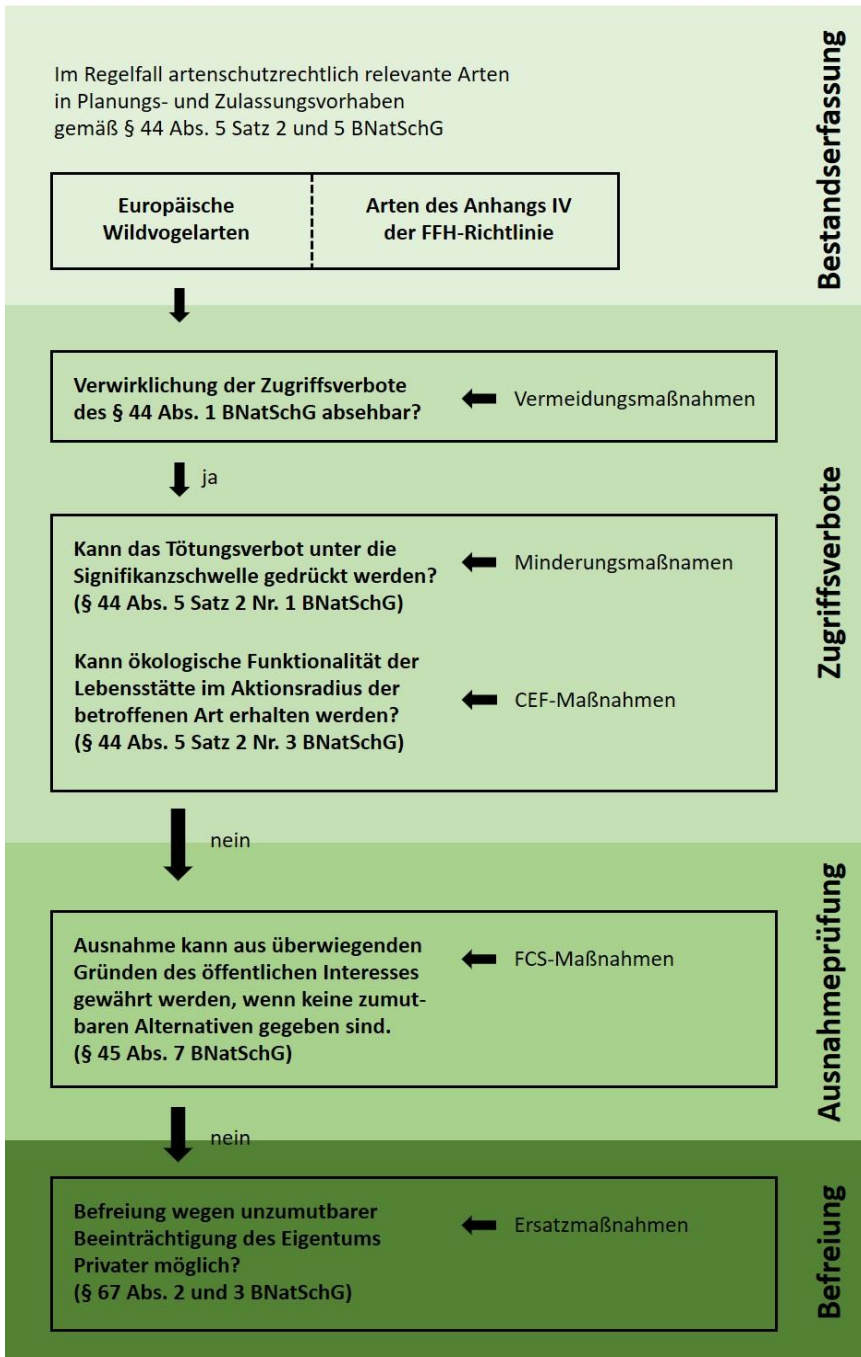 Im Regelfall artenschutzrechtlich relevante Arten
in Planungs- und Zulassungsvorhaben
gemäß § 44 Abs. 5 Satz 2 und 5 BNatSchG
Europäische
Wildvogelarten
Arten des Anhangs IV
der FFH-Richtlinie
Bestandserfassung
Verwirklichung der Zugriffsverbote
des § 44 Abs. 1 BNatSchG absehbar?
Vermeidungsmaßnahmen
ja
Kann das Tötungsverbot unter die
Signifikanzschwelle gedrückt werden?
(§ 44 Abs. 5 Satz 2 Nr. 1 BNatSchG)
Minderungsmaßnamen
Kann ökologische Funktionalität der
Lebensstätte im Aktionsradius der
betroffenen Art erhalten werden?
(§ 44 Abs. 5 Satz 2 Nr. 3 BNatSchG)
CEF-Maßnahmen
Zugriffsverbote
nein
Ausnahme kann aus überwiegenden
Gründen des öffentlichen Interesses
gewährt werden, wenn keine zumut-
baren Alternativen gegeben sind.
(§ 45 Abs. 7 BNatSchG)
FCS-Maßnahmen
Ausnahmeprüfung
nein
Befreiung wegen unzumutbarer
Beeinträchtigung des Eigentums
Privater möglich?
(§ 67 Abs. 2 und 3 BNatSchG)
Ersatzmaßnahmen
Befreiung